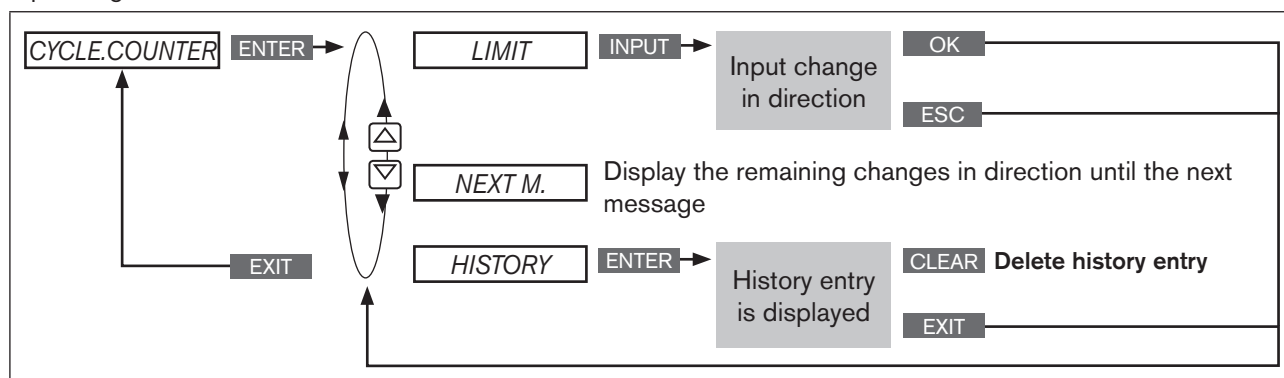 CYCLE.COUNTER ENTER LIMIT INPUT Input change in direction OK
ESC
NEXT M. Display the remaining changes in direction until the next
message
EXIT HISTORY ENTER History entry is displayed CLEAR Delete history entry
EXIT